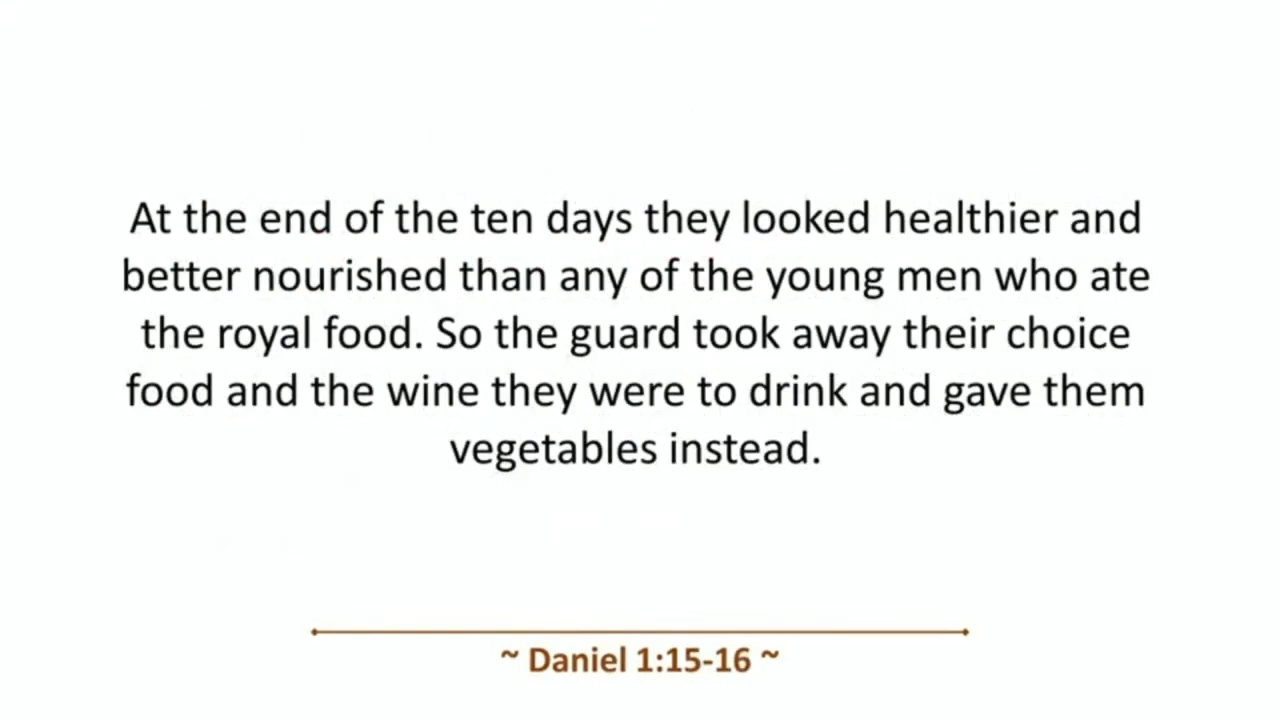 At the end of the ten days they looked healthier and
better nourished than any of the young men who ate
the royal food. So the guard took away their choice
food and the wine they were to drink and gave them
vegetables instead.
~ Daniel 1:15-16 ~